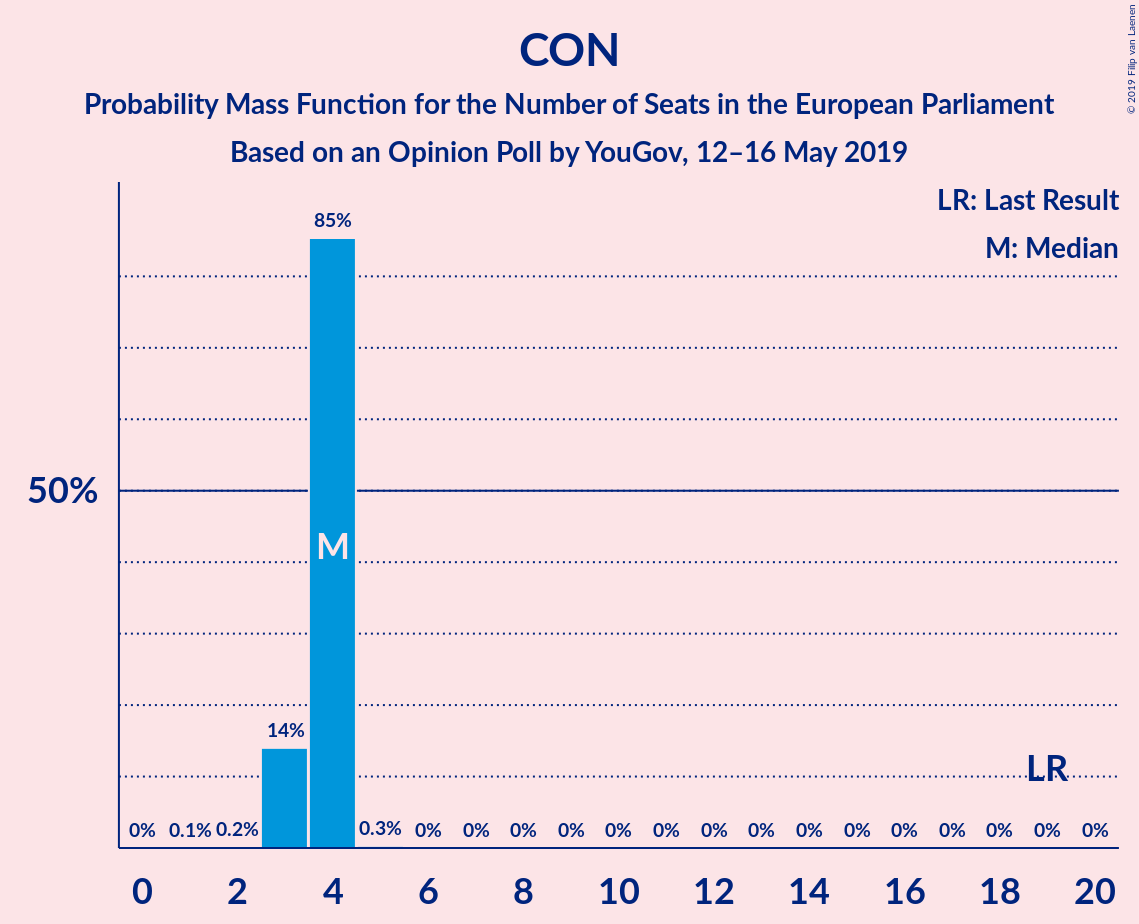 CON
Probability Mass Function for the Number of Seats in the European Parliament
Based on an Opinion Poll by YouGov, 12–16 May 2019
© 2019 Filip van Laenen
LR: Last Result
M: Median
85%
50%
M
14%
LR
0% 0.1% 0.2% 0.3% 0% 0% 0% 0% 0% 0% 0% 0% 0% 0% 0% 0% 0% 0% 0%
0 2 4 6 8 10 12 14 16 18 20